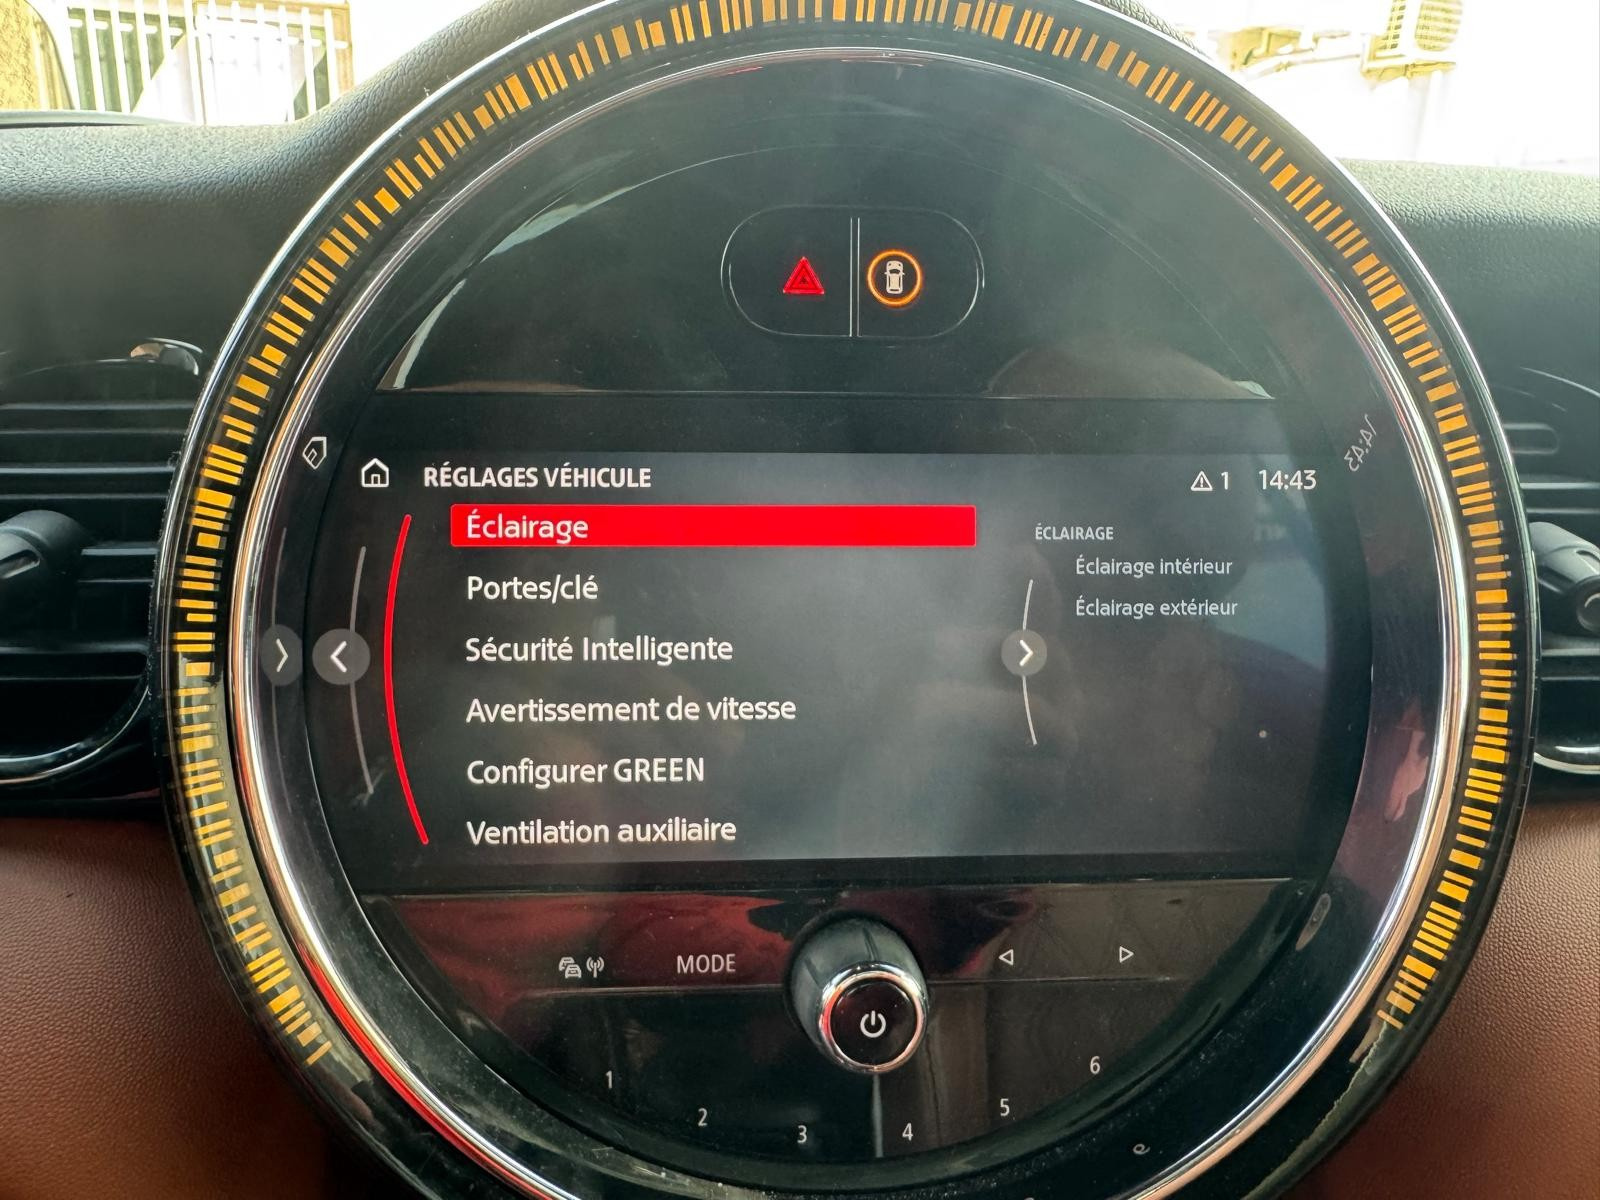 RÉGLAGES VÉHICULE
1 14:43
Éclairage
Portes/clé
Sécurité Intelligente
Avertissement de vitesse
Configurer GREEN
Ventilation auxiliaire
ÉCLAIRAGE
Éclairage intérieur
Éclairage extérieur
MODE
1
2
3
4
5
6